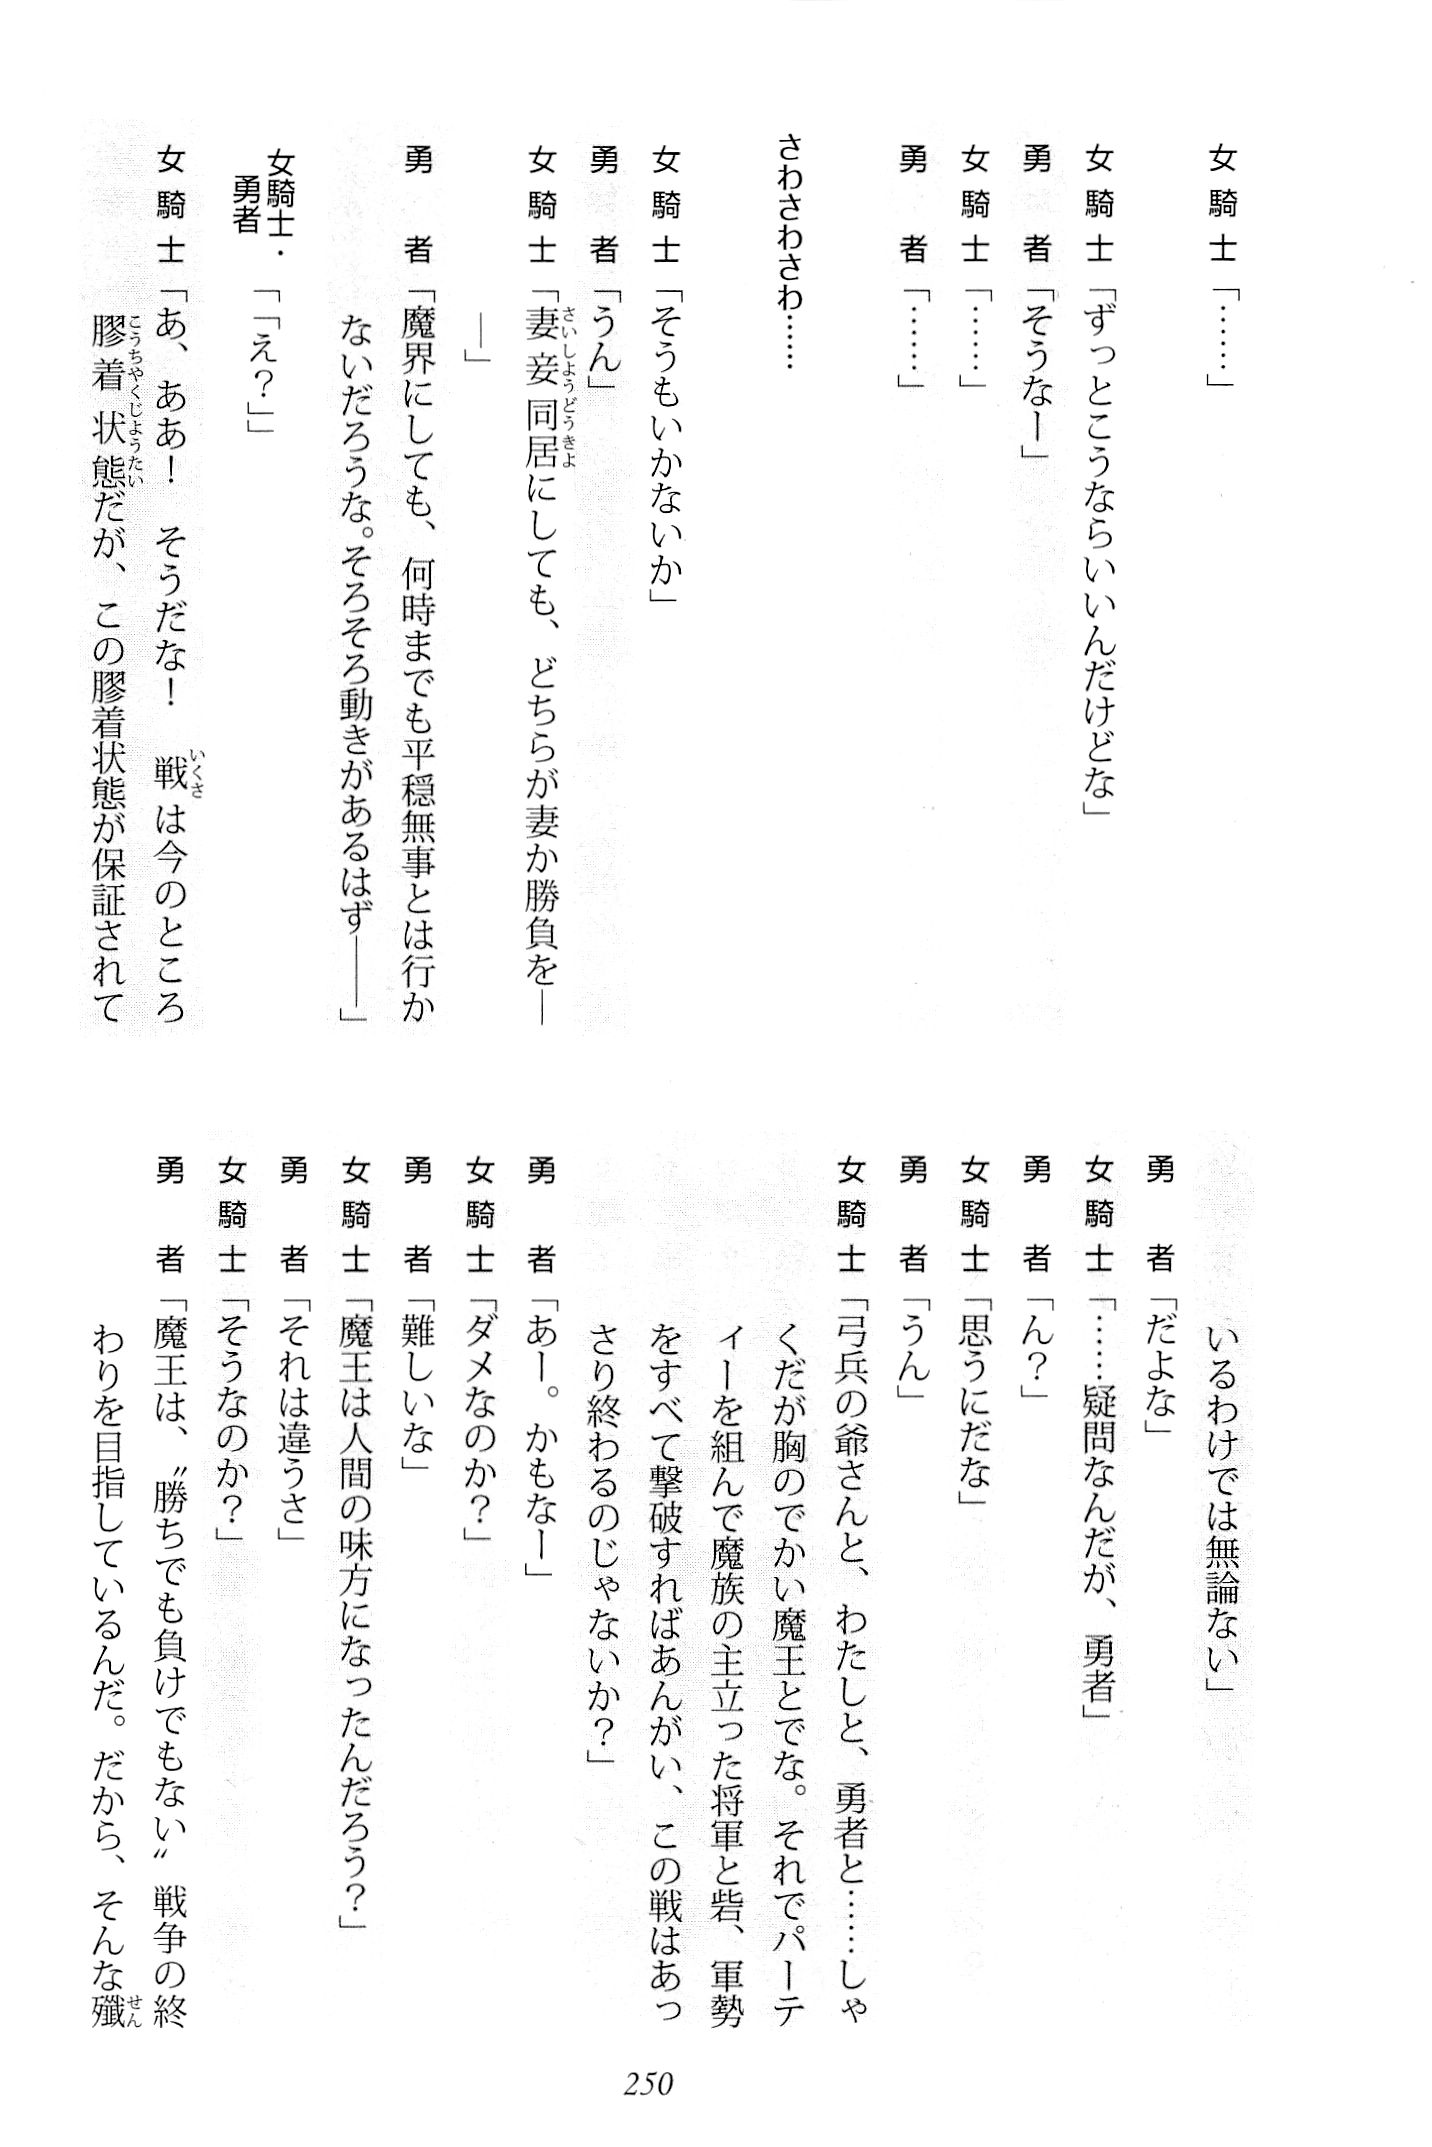 女騎士「……」
女騎士「ずっとこうならいいんだけどな」
勇者「そうなー」
女騎士「……」
勇者「……」
さわさわさわ……
女騎士「そうもいかないか」
勇者「うん」
女騎士「妻妾同居にしても、どちらが妻か勝負を―
―」
勇者「魔界にしても、何時までも平穏無事とは行か
ないだろうな。そろそろ動きがあるはず――」
女騎士・勇者「「え？」」
女騎士「あ、ああ！　そうだな！　戦は今のところ
膠着状態だが、この膠着状態が保証されて
いるわけでは無論ない」
勇者「だよな」
女騎士「……疑問なんだが、勇者」
勇者「ん？」
女騎士「思うにだな」
勇者「うん」
女騎士「弓兵の爺さんと、わたしと、勇者と……しゃ
くだが胸のでかい魔王とでな。それでパーテ
ィーを組んで魔族の主立った将軍と砦、軍勢
をすべて撃破すればあんがい、この戦はあっ
さり終わるのじゃないか？」
勇者「あー。かもなー」
女騎士「ダメなのか？」
勇者「難しいな」
女騎士「魔王は人間の味方になったんだろう？」
勇者「それは違うさ」
女騎士「そうなのか？」
勇者「魔王は、〝勝ちでも負けでもない〟戦争の終
わりを目指しているんだ。だから、そんな殲
250